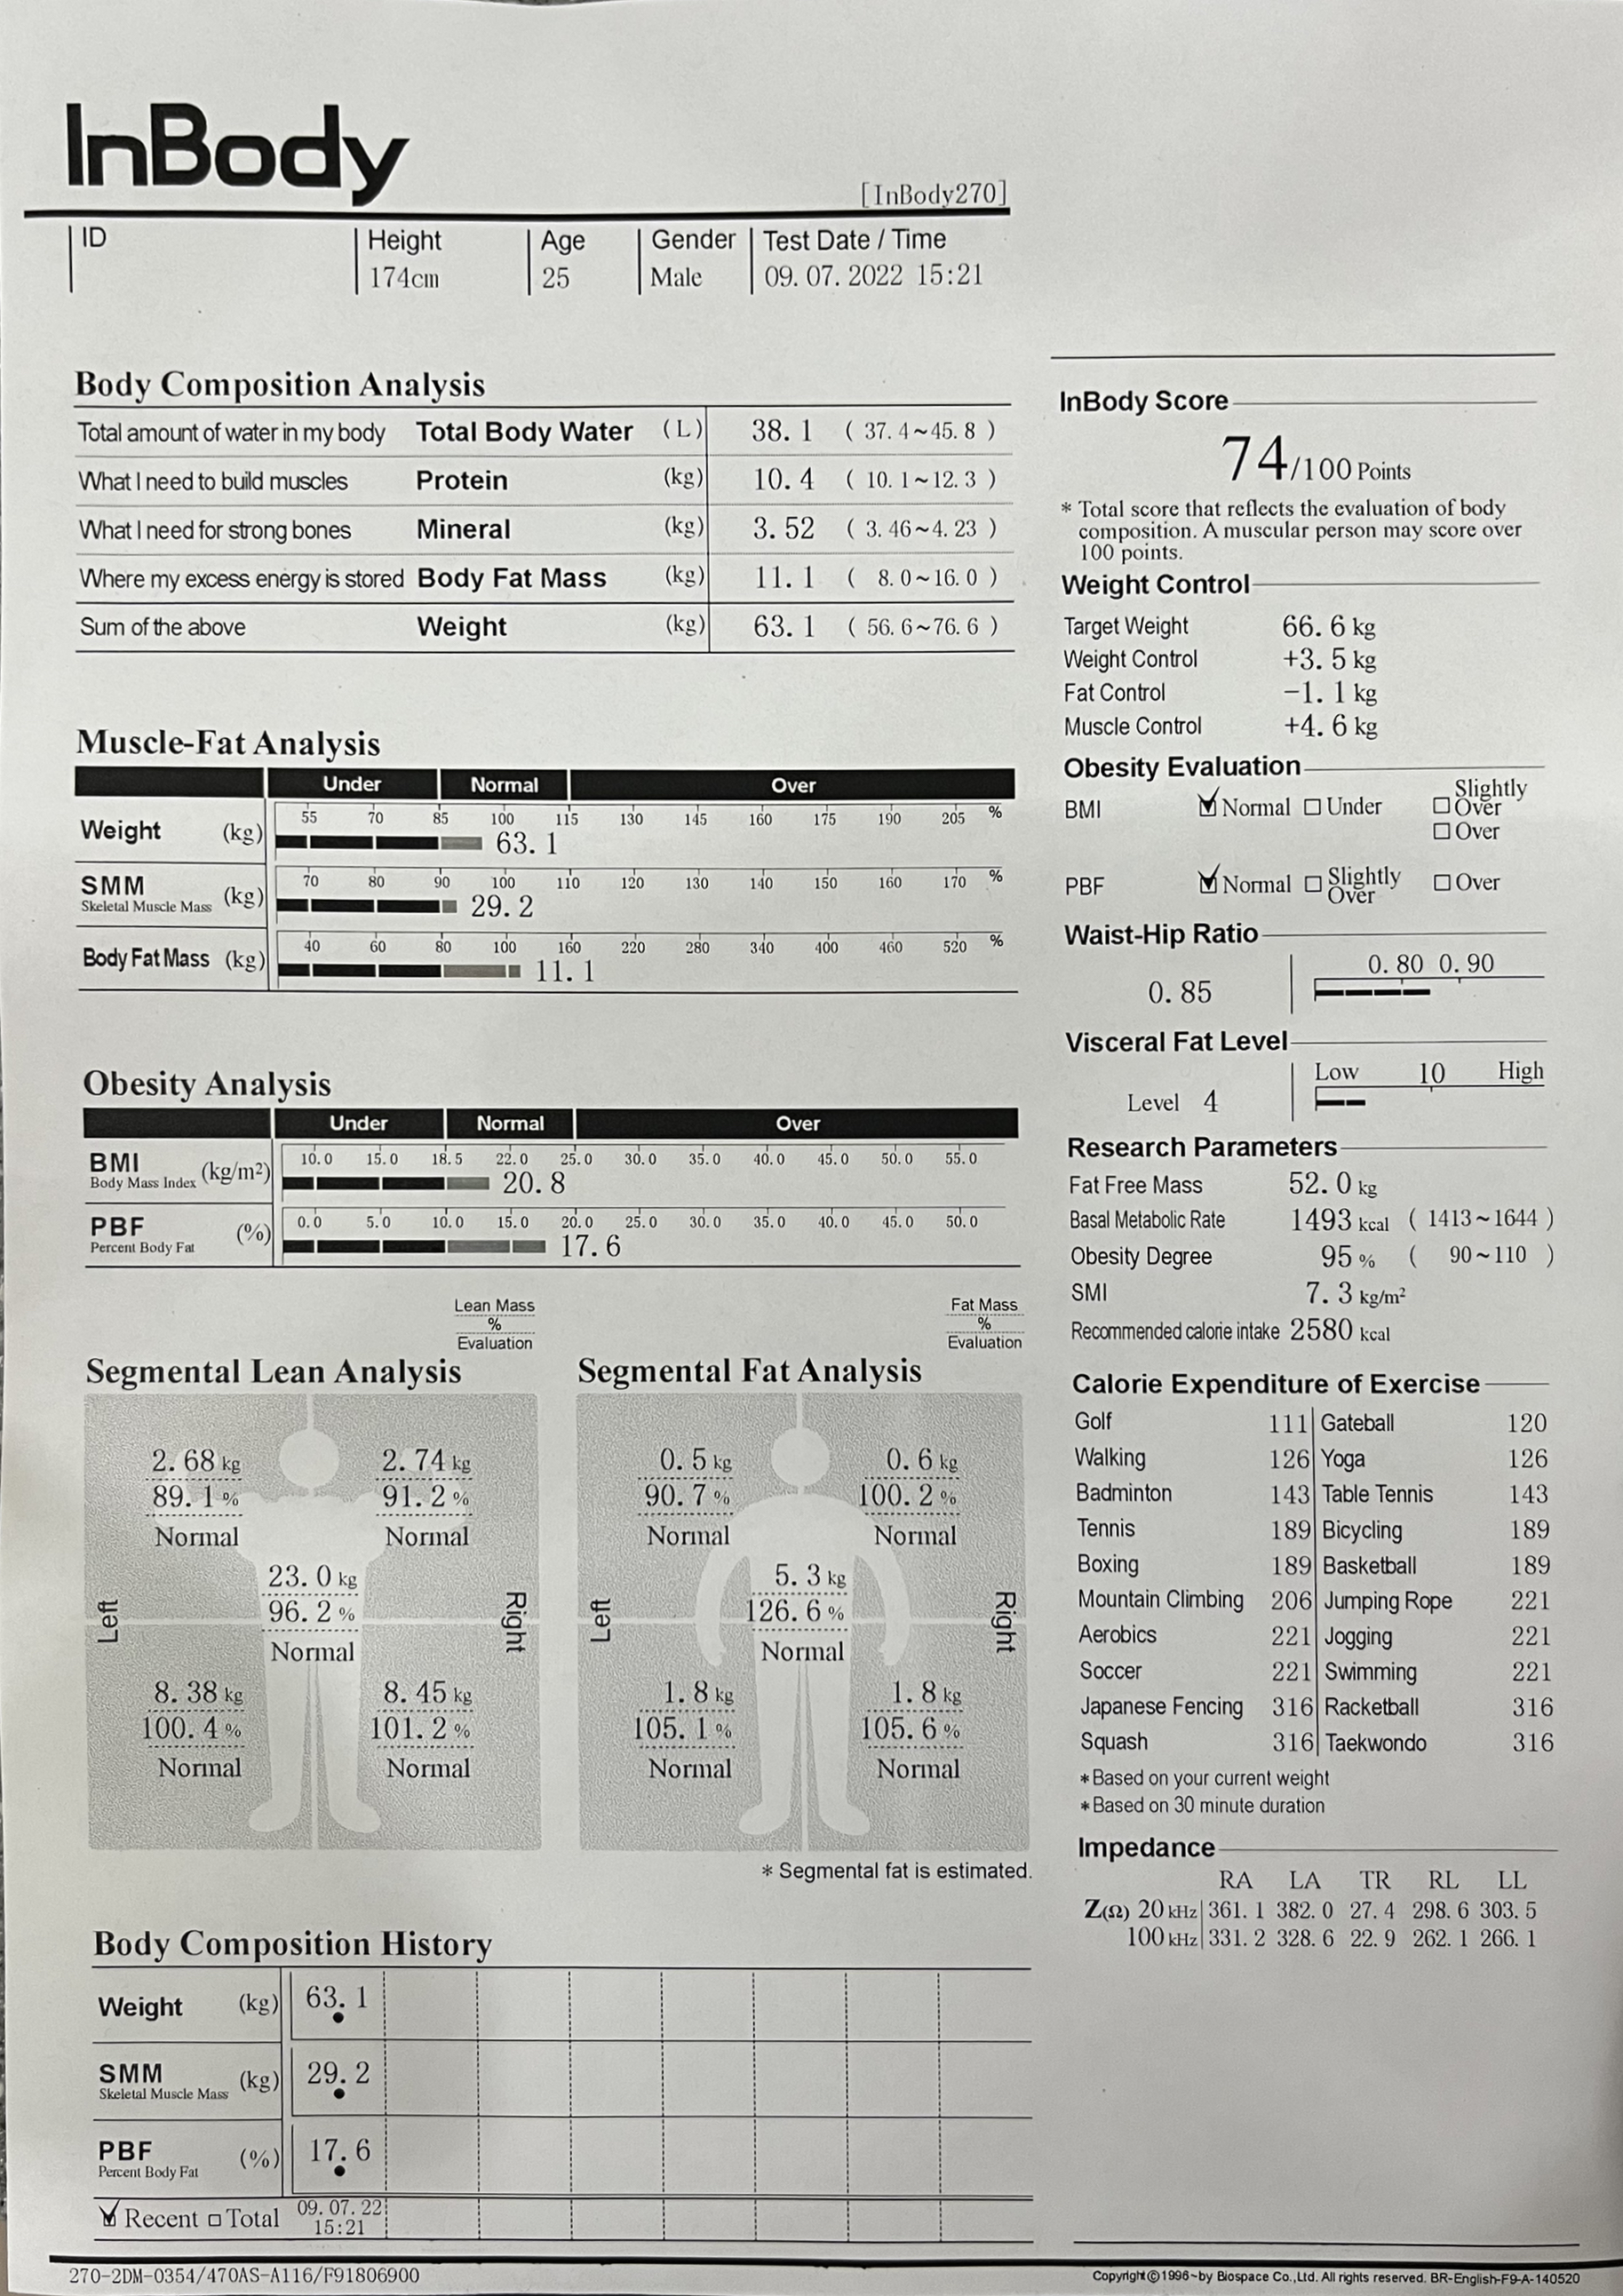 InBody
[InBody270]
ID Height Age Gender Test Date / Time
174cm 25 Male 09. 07. 2022 15:21
Body Composition Analysis
Total amount of water in my body Total Body Water (L) 38. 1 ( 37. 4~45. 8 )
What I need to build muscles Protein (kg) 10. 4 ( 10. 1~12. 3 )
What I need for strong bones Mineral (kg) 3. 52 ( 3. 46~4. 23 )
Where my excess energy is stored Body Fat Mass (kg) 11. 1 ( 8. 0~16. 0 )
Sum of the above Weight (kg) 63. 1 ( 56. 6~76. 6 )
Muscle-Fat Analysis
Under Normal Over
55 70 85 100 115 130 145 160 175 190 205 %
Weight (kg) 63. 1
70 80 90 100 110 120 130 140 150 160 170 %
SMM (kg) 29. 2
Skeletal Muscle Mass
40 60 80 100 160 220 280 340 400 460 520 %
Body Fat Mass (kg) 11. 1
Obesity Analysis
Under Normal Over
10. 0 15. 0 18. 5 22. 0 25. 0 30. 0 35. 0 40. 0 45. 0 50. 0 55. 0
BMI (kg/m²) 20. 8
Body Mass Index
0. 0 5. 0 10. 0 15. 0 20. 0 25. 0 30. 0 35. 0 40. 0 45. 0 50. 0
PBF (%) 17. 6
Percent Body Fat
Lean Mass
%
Evaluation
Segmental Lean Analysis
2. 68 kg 2. 74 kg
89. 1 % 91. 2 %
Normal Normal
23. 0 kg
96. 2 %
Normal
Left Right
8. 38 kg 8. 45 kg
100. 4 % 101. 2 %
Normal Normal
Fat Mass
%
Evaluation
Segmental Fat Analysis
0. 5 kg 0. 6 kg
90. 7 % 100. 2 %
Normal Normal
5. 3 kg
126. 6 %
Normal
Left Right
1. 8 kg 1. 8 kg
105. 1 % 105. 6 %
Normal Normal
* Segmental fat is estimated.
Body Composition History
Weight (kg) 63. 1
SMM (kg) 29. 2
Skeletal Muscle Mass
PBF (%) 17. 6
Percent Body Fat
Recent Total 09. 07. 22
15:21
InBody Score
74/100 Points
* Total score that reflects the evaluation of body
composition. A muscular person may score over
100 points.
Weight Control
Target Weight 66. 6 kg
Weight Control +3. 5 kg
Fat Control −1. 1 kg
Muscle Control +4. 6 kg
Obesity Evaluation
BMI Normal Under Slightly
Over
Over
PBF Normal Slightly
Over Over
Waist-Hip Ratio
0. 80 0. 90
0. 85
Visceral Fat Level
Low 10 High
Level 4
Research Parameters
Fat Free Mass 52. 0 kg
Basal Metabolic Rate 1493 kcal ( 1413~1644 )
Obesity Degree 95 % ( 90~110 )
SMI 7. 3 kg/m²
Recommended calorie intake 2580 kcal
Calorie Expenditure of Exercise
Golf 111 Gateball 120
Walking 126 Yoga 126
Badminton 143 Table Tennis 143
Tennis 189 Bicycling 189
Boxing 189 Basketball 189
Mountain Climbing 206 Jumping Rope 221
Aerobics 221 Jogging 221
Soccer 221 Swimming 221
Japanese Fencing 316 Racketball 316
Squash 316 Taekwondo 316
*Based on your current weight
*Based on 30 minute duration
Impedance
RA LA TR RL LL
Z(Ω) 20 kHz 361. 1 382. 0 27. 4 298. 6 303. 5
100 kHz 331. 2 328. 6 22. 9 262. 1 266. 1
270-2DM-0354/470AS-A116/F91806900
Copyright©1996~by Biospace Co.,Ltd. All rights reserved. BR-English-F9-A-140520